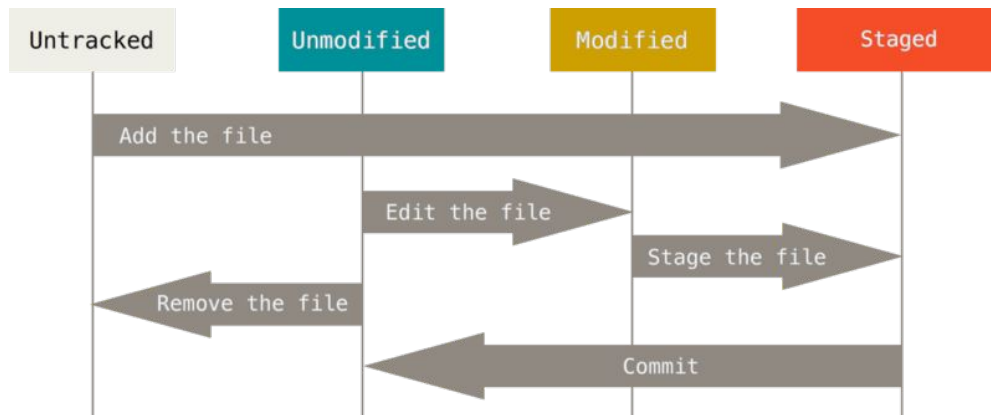 Untracked
Unmodified
Modified
Staged
Add the file
Edit the file
Stage the file
Remove the file
Commit